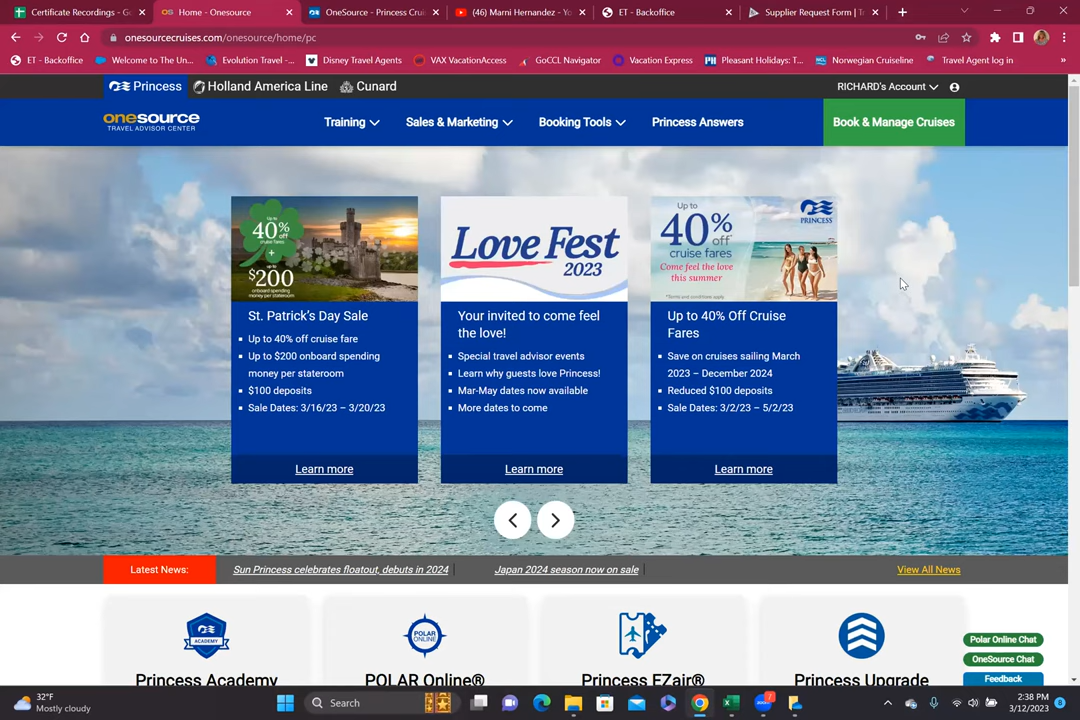 Certificate Recordings - Go
Home - Onesource
OneSource - Princess Crui
(46) Marni Hernandez - Yo
ET - Backoffice
Supplier Request Form | T
onesourcecruises.com/onesource/home/pc
ET - Backoffice
Welcome to The Un...
Evolution Travel -...
Disney Travel Agents
VAX VacationAccess
GoCCL Navigator
Vacation Express
Pleasant Holidays: T...
Norwegian Cruiseline
Travel Agent log in
»
Princess
Holland America Line
Cunard
RICHARD's Account
onesource
TRAVEL ADVISOR CENTER
Training
Sales & Marketing
Booking Tools
Princess Answers
Book & Manage Cruises
Up to
40%
off
cruise fares
+
up to
$200
onboard spending
money per stateroom
St. Patrick's Day Sale
Up to 40% off cruise fare
Up to $200 onboard spending
money per stateroom
$100 deposits
Sale Dates: 3/16/23 – 3/20/23
Learn more
Love Fest
2023
Your invited to come feel
the love!
Special travel advisor events
Learn why guests love Princess!
Mar-May dates now available
More dates to come
Learn more
Up to
40%
off
cruise fares
Come feel the love
this summer
*Terms and conditions apply
PRINCESS
Up to 40% Off Cruise
Fares
Save on cruises sailing March
2023 – December 2024
Reduced $100 deposits
Sale Dates: 3/2/23 – 5/2/23
Learn more
Latest News:
Sun Princess celebrates floatout, debuts in 2024
Japan 2024 season now on sale
View All News
ACADEMY
Princess Academy
POLAR
ONLINE
POLAR Online®
Princess EZair®
Princess Upgrade
Polar Online Chat
OneSource Chat
Feedback
32°F
Mostly cloudy
Search
2:38 PM
3/12/2023